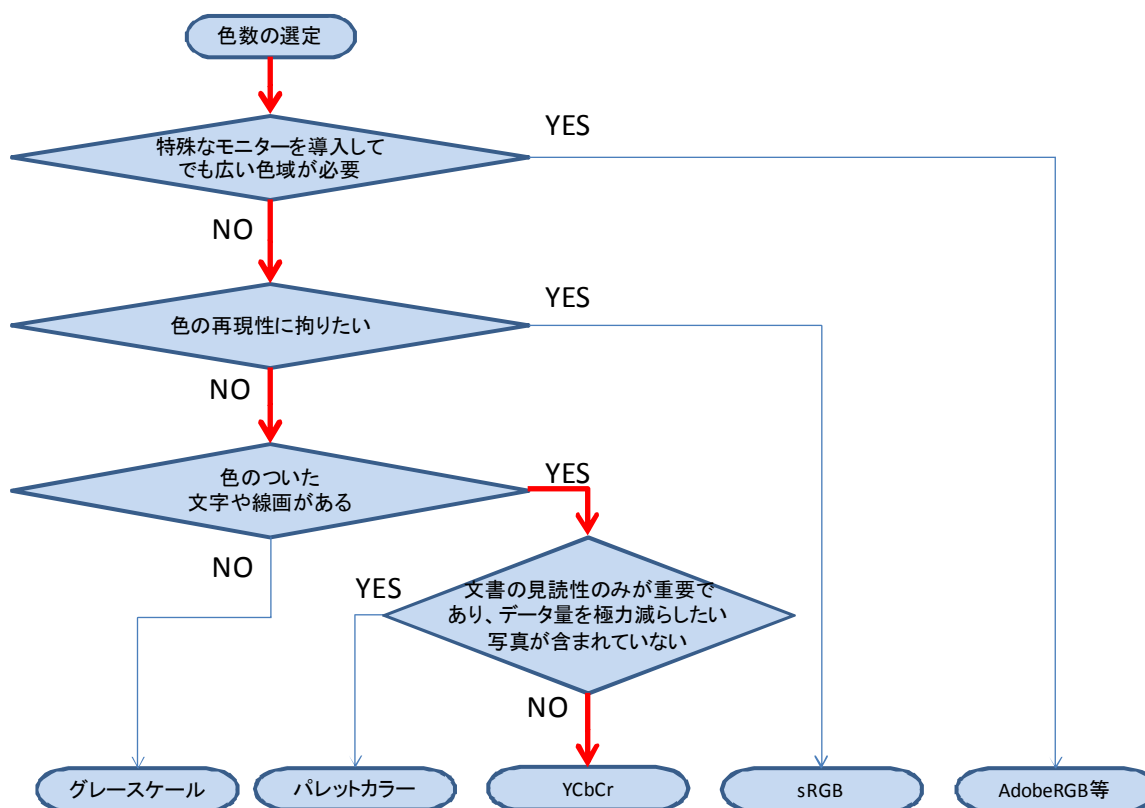 色数の選定
YES
特殊なモニターを導入して
でも広い色域が必要
NO
YES
色の再現性に拘りたい
NO
YES
色のついた
文字や線画がある
NO
YES
文書の見読性のみが重要で
あり、データ量を極力減らしたい
写真が含まれていない
NO
グレースケール
パレットカラー
YCbCr
sRGB
AdobeRGB等